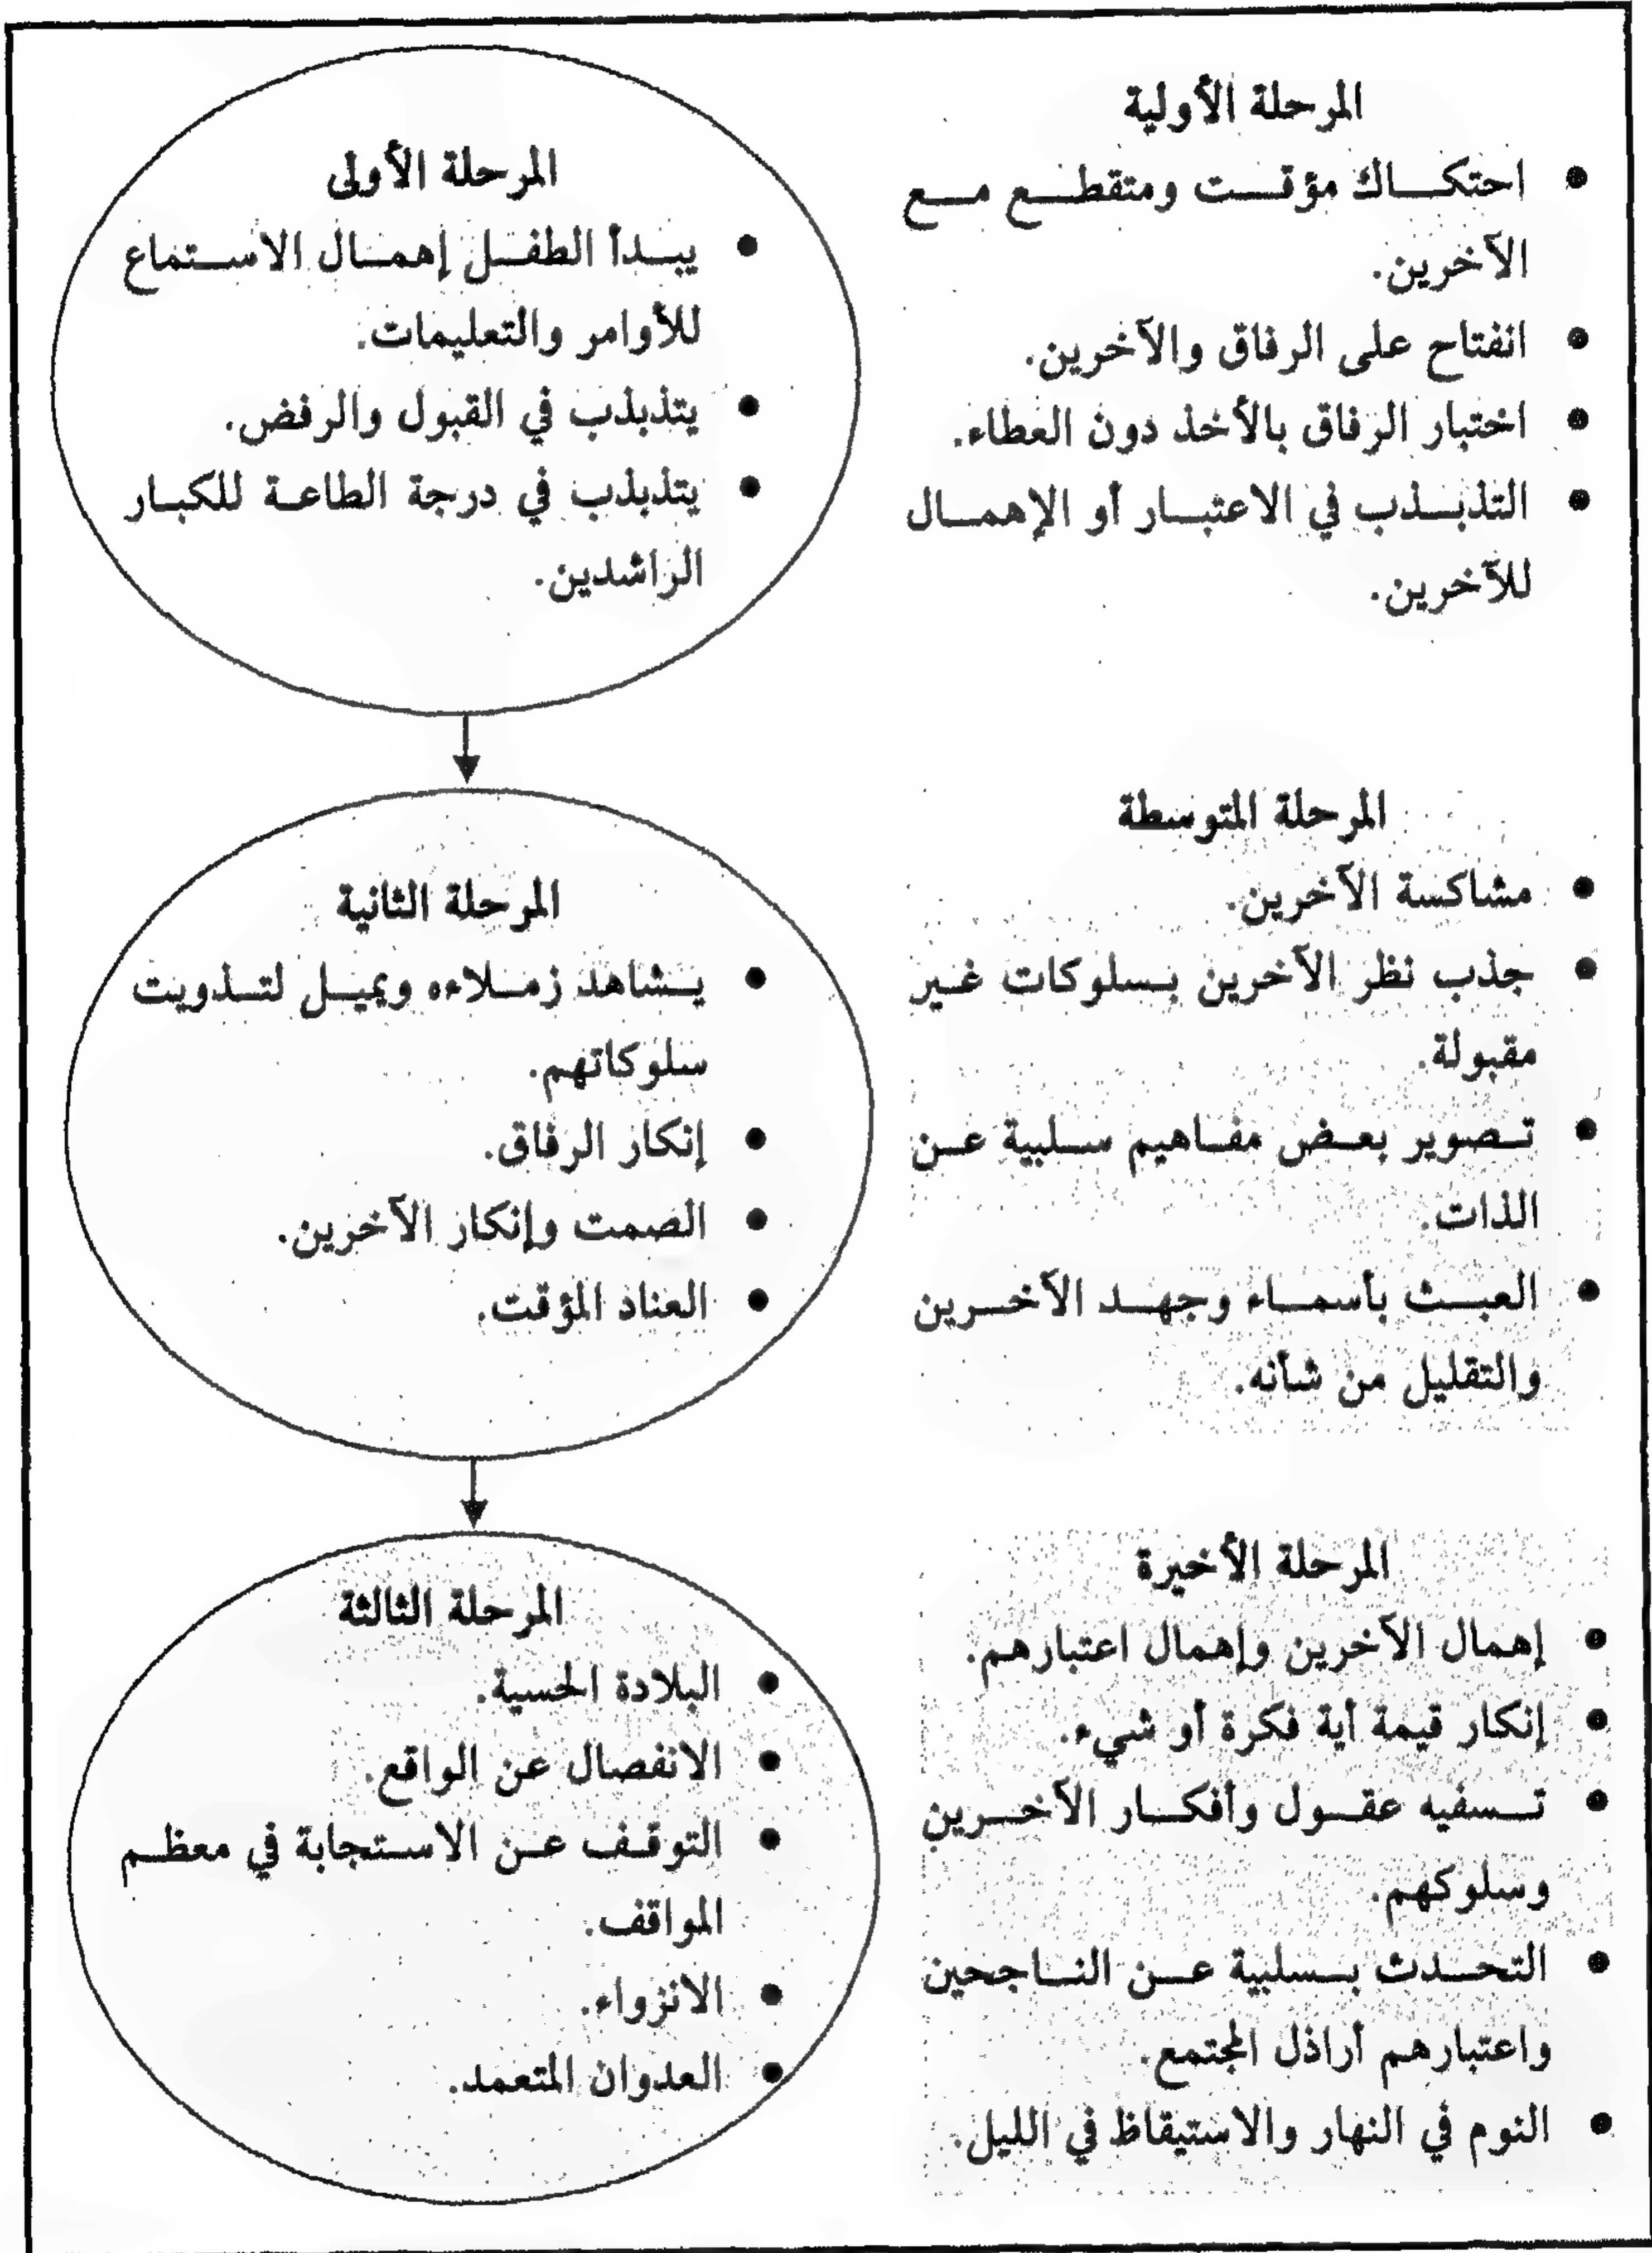 المرحلة الأولية
• احتكاك مؤقت ومتقطع مع
الآخرين.
• انفتاح على الرفاق والآخرين.
• اختبار الرفاق بالأخذ دون العطاء.
• التذبذب في الاعتبار أو الإهمال
للآخرين.
المرحلة الأولى
• يبدأ الطفل إهمال الاستماع
للأوامر والتعليمات.
• يتذبذب في القبول والرفض.
• يتذبذب في درجة الطاعة للكبار
الراشدين.
المرحلة المتوسطة
• مشاكسة الآخرين.
• جذب نظر الآخرين بسلوكات غير
مقبولة.
• تصوير بعض مفاهيم سلبية عن
الذات.
• العبث بأسماء وجهد الآخرين
والتقليل من شأنه.
المرحلة الثانية
• يشاهد زملاءه ويميل لتذويت
سلوكاتهم.
• إنكار الرفاق.
• الصمت وإنكار الآخرين.
• العناد المؤقت.
المرحلة الأخيرة
• إهمال الآخرين وإهمال اعتبارهم.
• إنكار قيمة أية فكرة أو شيء.
• تسفيه عقول وأفكار الآخرين
وسلوكهم.
• التحدث بسلبية عن الناجحين
واعتبارهم أراذل المجتمع.
• النوم في النهار والاستيقاظ في الليل.
المرحلة الثالثة
• البلادة الحسية.
• الانفصال عن الواقع.
• التوقف عن الاستجابة في معظم
المواقف.
• الانزواء.
• العدوان المتعمد.